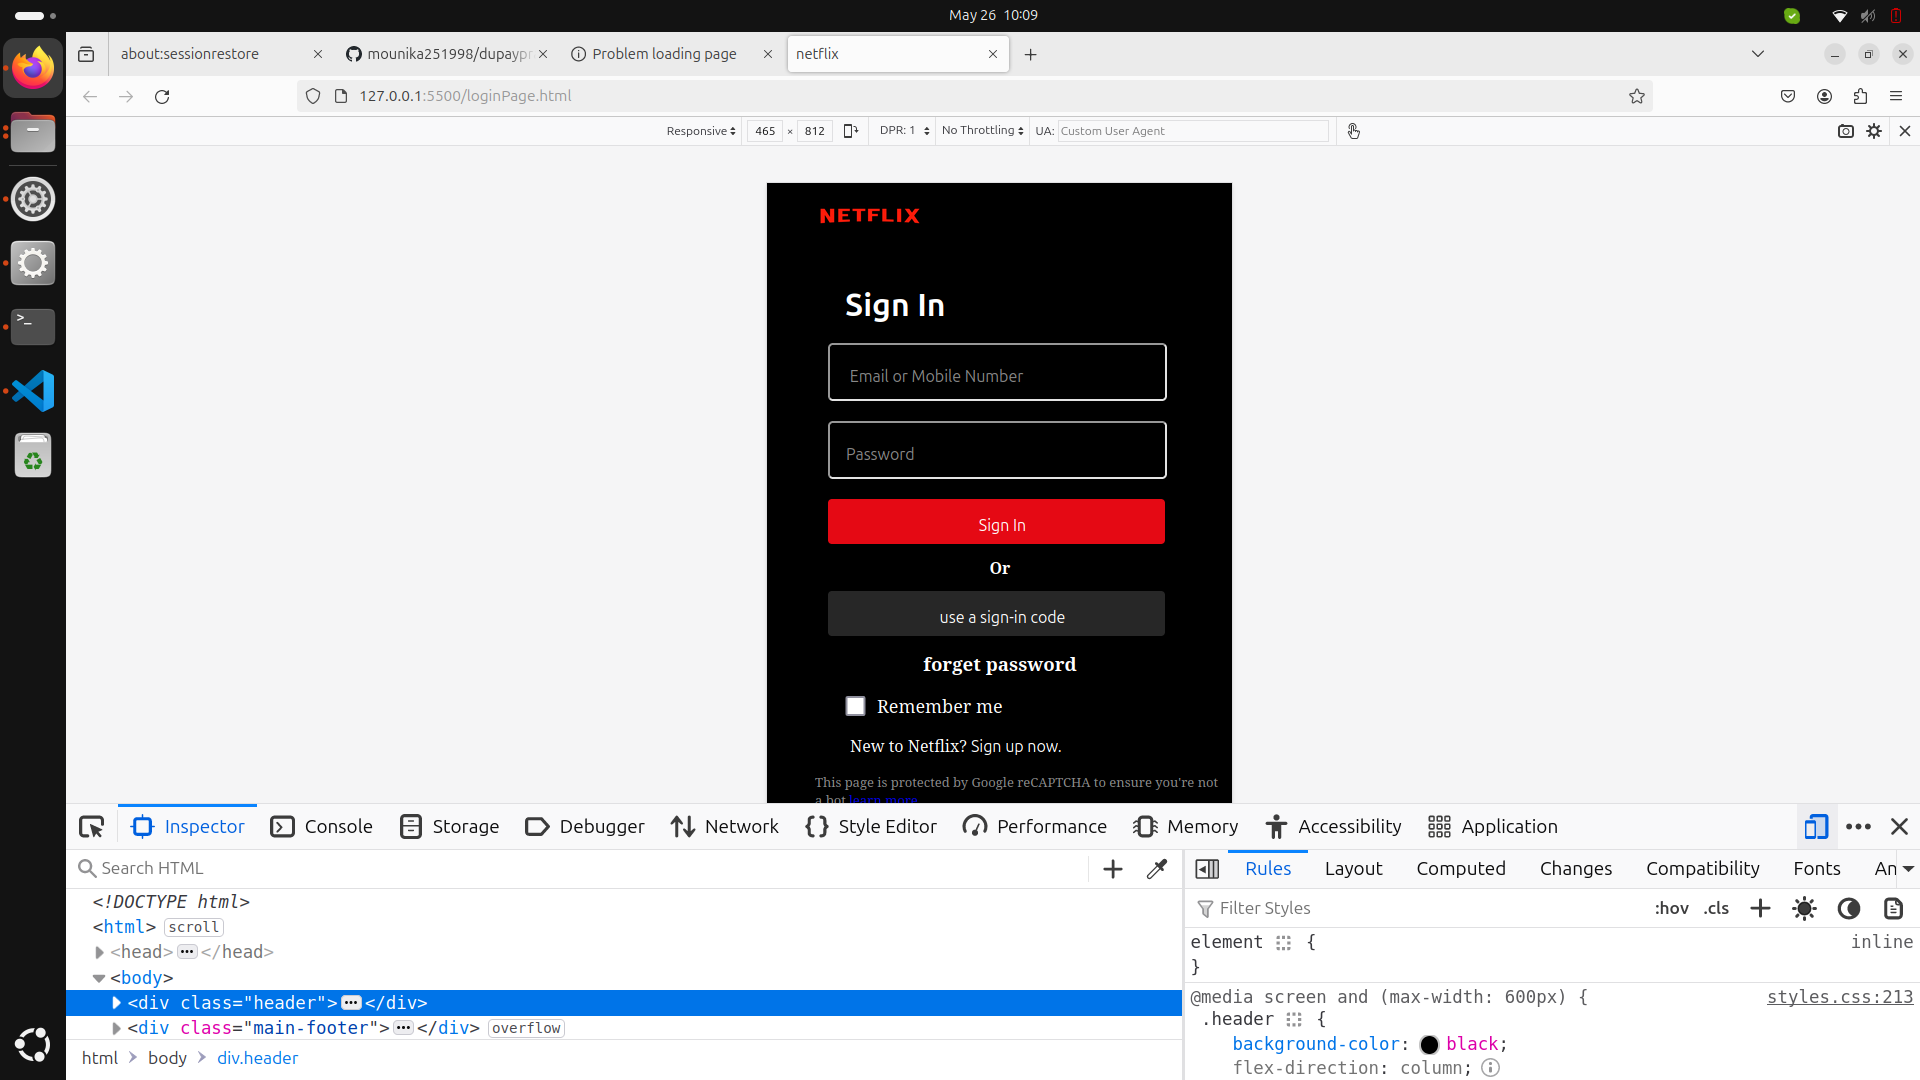 May 26 10:09
about:sessionrestore
mounika251998/dupaypr
Problem loading page
netflix
127.0.0.1:5500/loginPage.html
Responsive 465 × 812 DPR: 1 No Throttling UA: Custom User Agent
NETFLIX
Sign In
Email or Mobile Number
Password
Sign In
Or
use a sign-in code
forget password
Remember me
New to Netflix? Sign up now.
This page is protected by Google reCAPTCHA to ensure you're not
a bot learn more
Inspector Console Storage Debugger Network Style Editor Performance Memory Accessibility Application
Search HTML
<!DOCTYPE html>
<html> scroll
<head>…</head>
<body>
<div class="header">…</div>
<div class="main-footer">…</div> overflow
html > body > div.header
Rules Layout Computed Changes Compatibility Fonts An
Filter Styles :hov .cls
element { inline
}
@media screen and (max-width: 600px) { styles.css:213
.header {
background-color: black;
flex-direction: column;